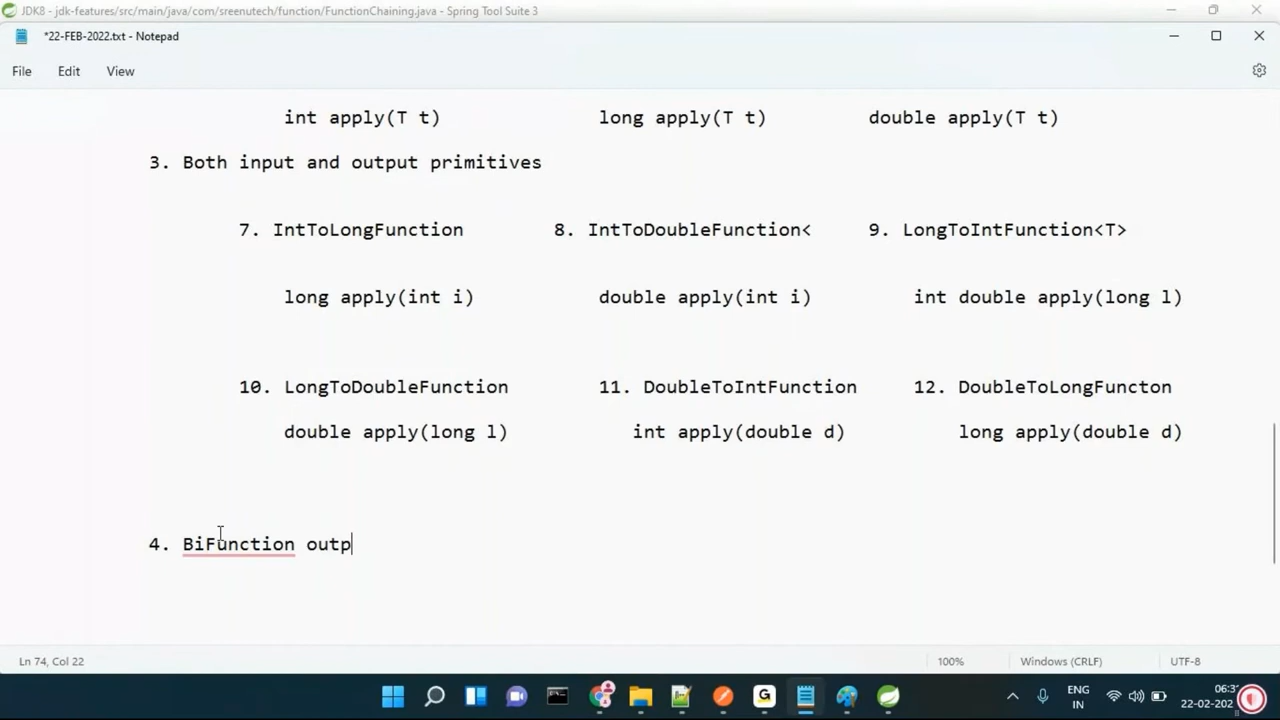 JDK8 - jdk-features/src/main/java/com/sreenutech/function/FunctionChaining.java - Spring Tool Suite 3
*22-FEB-2022.txt - Notepad
File Edit View
int apply(T t) long apply(T t) double apply(T t)
3. Both input and output primitives
7. IntToLongFunction 8. IntToDoubleFunction< 9. LongToIntFunction<T>
long apply(int i) double apply(int i) int double apply(long l)
10. LongToDoubleFunction 11. DoubleToIntFunction 12. DoubleToLongFuncton
double apply(long l) int apply(double d) long apply(double d)
4. BiFunction outp
Ln 74, Col 22 100% Windows (CRLF) UTF-8
ENG 06:3
IN 22-02-202